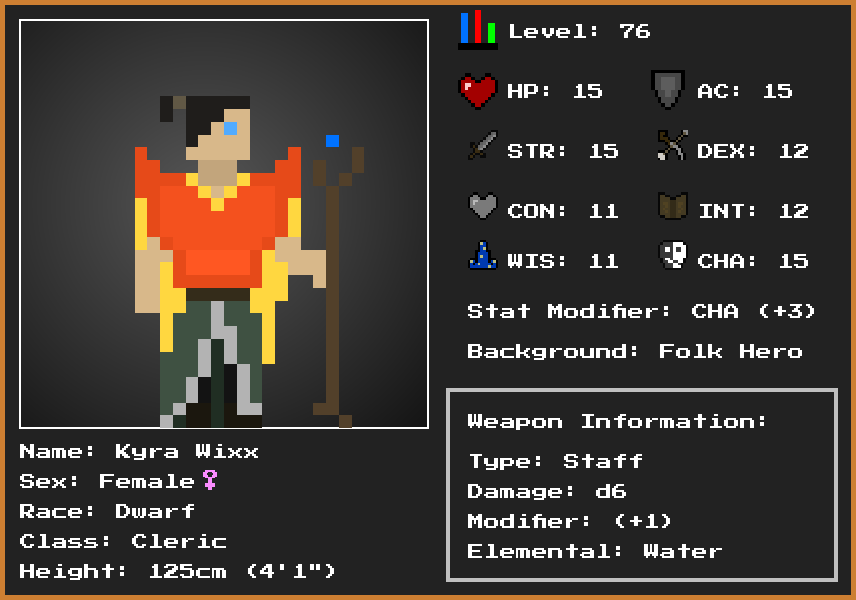 Level: 76
HP: 15 AC: 15
STR: 15 DEX: 12
CON: 11 INT: 12
WIS: 11 CHA: 15
Stat Modifier: CHA (+3)
Background: Folk Hero
Weapon Information:
Type: Staff
Damage: d6
Modifier: (+1)
Elemental: Water
Name: Kyra Wixx
Sex: Female♀
Race: Dwarf
Class: Cleric
Height: 125cm (4'1")